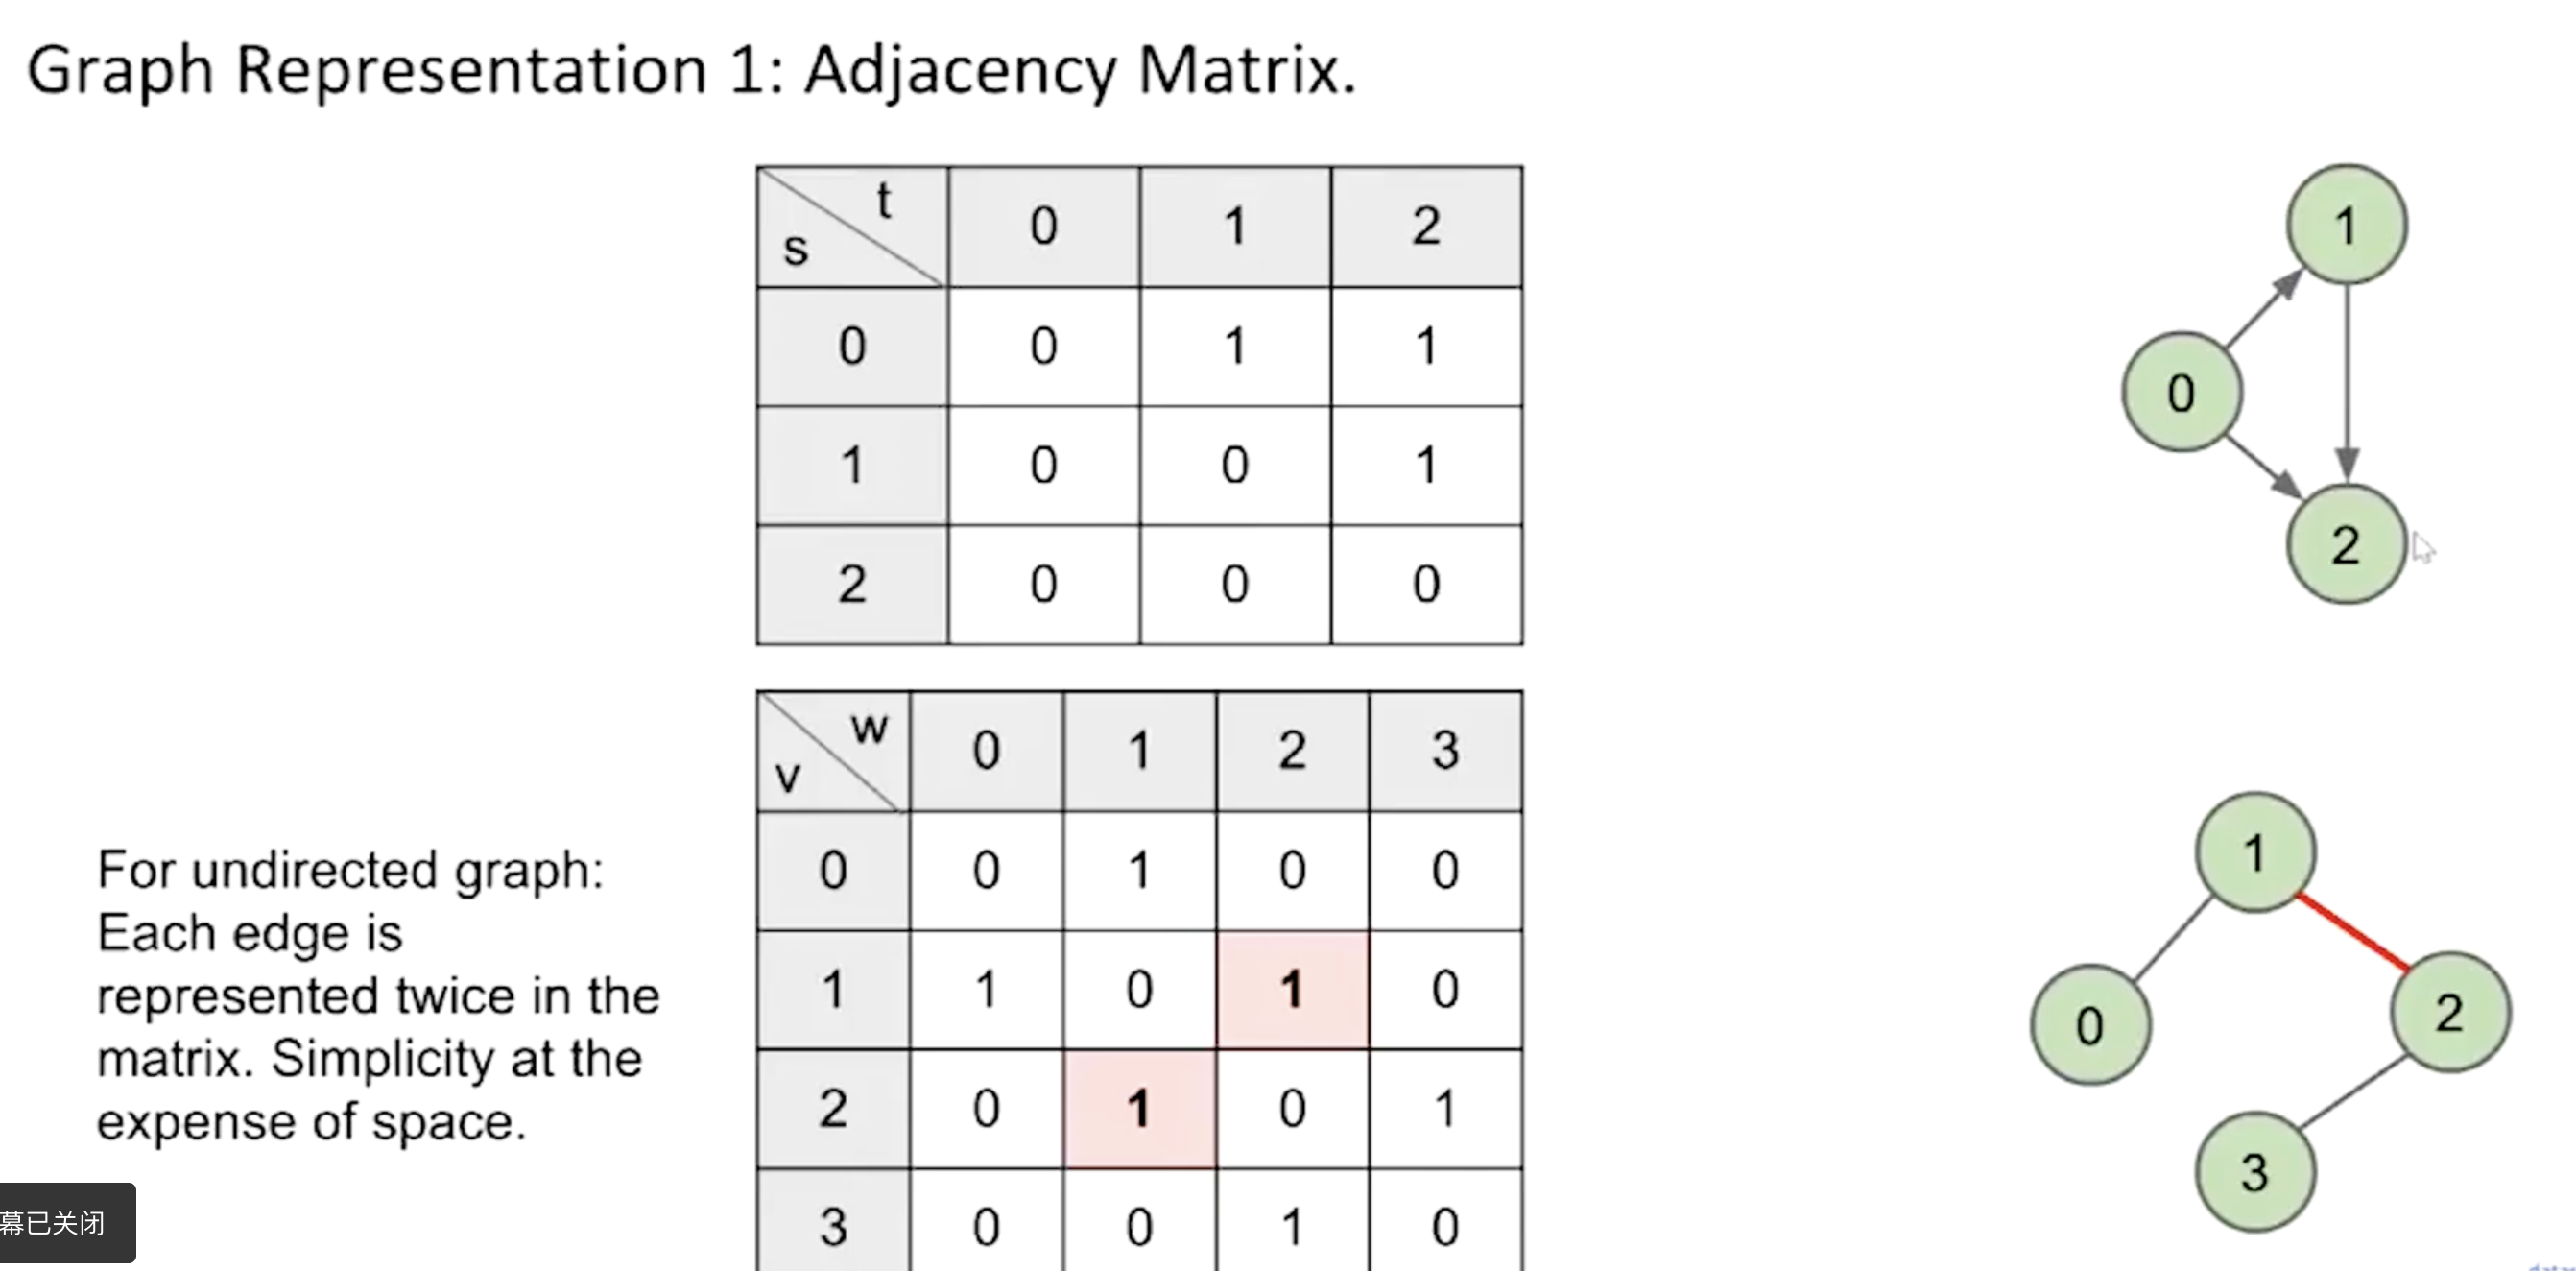 Graph Representation 1: Adjacency Matrix.
s t 0 1 2
0 0 1 1
1 0 0 1
2 0 0 0
1
0
2
For undirected graph:
Each edge is
represented twice in the
matrix. Simplicity at the
expense of space.
v w 0 1 2 3
0 0 1 0 0
1 1 0 1 0
2 0 1 0 1
3 0 0 1 0
1
0
2
3
幕已关闭